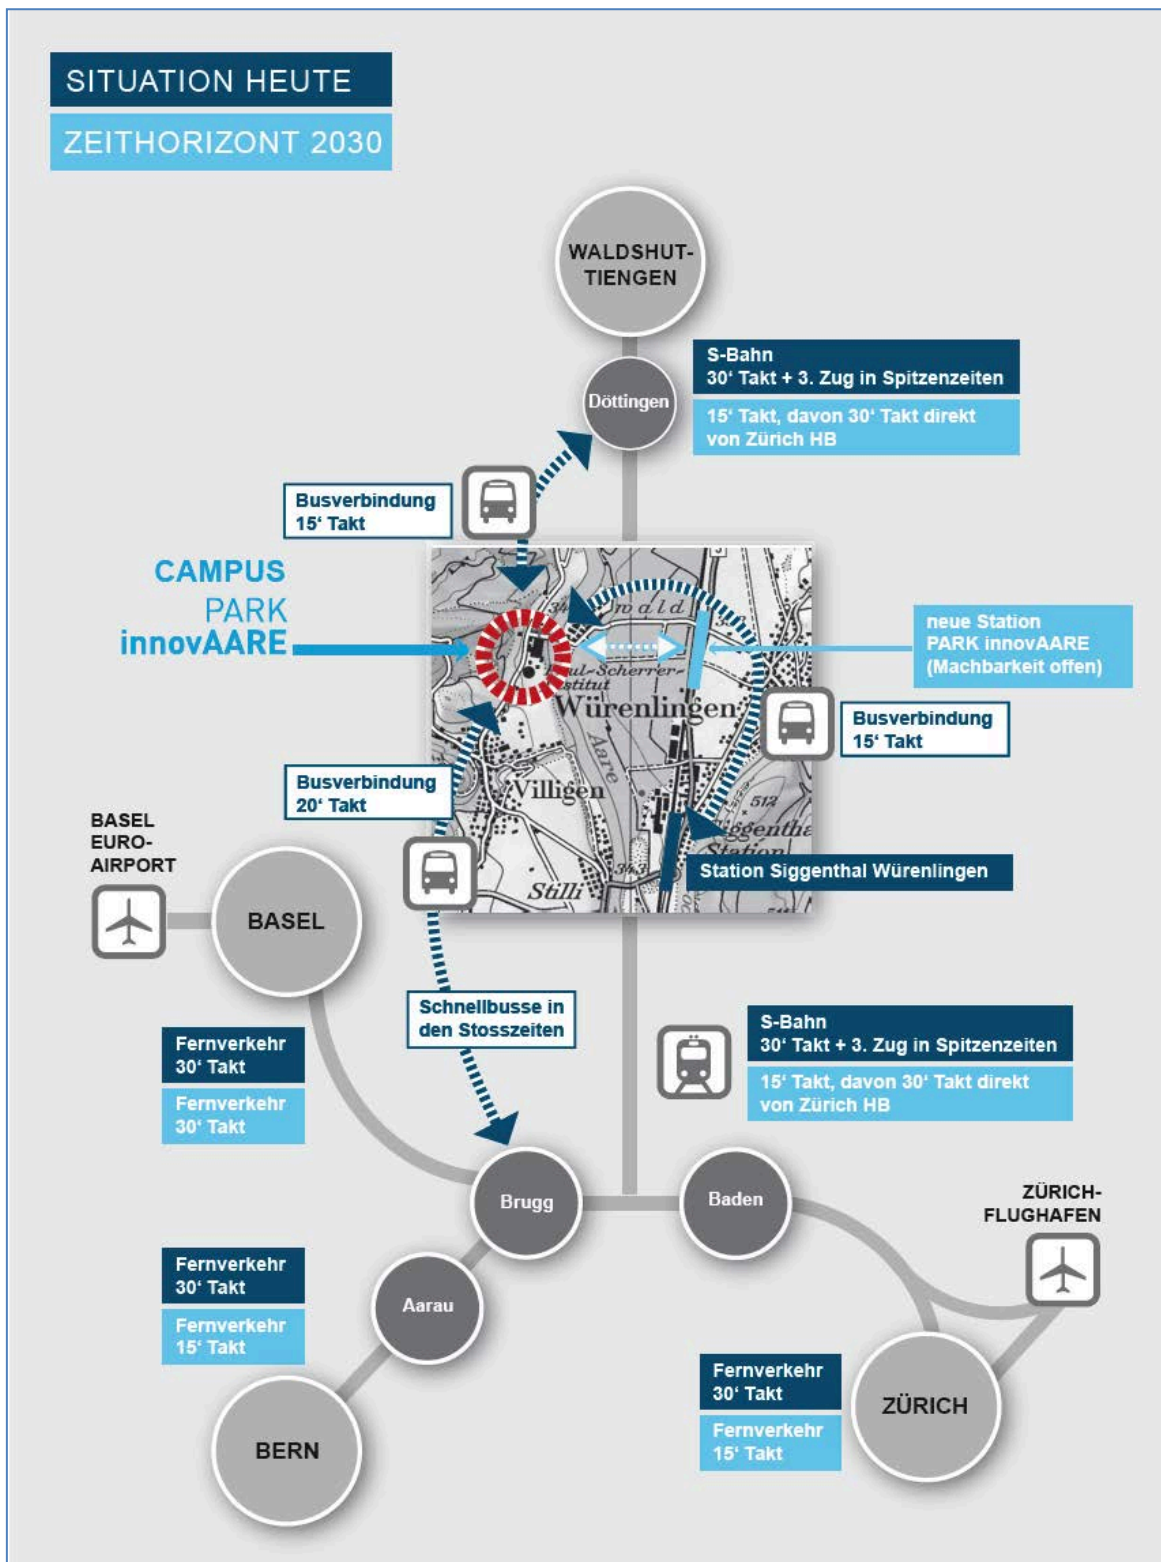 SITUATION HEUTE
ZEITHORIZONT 2030
WALDSHUT-
TIENGEN
Döttingen
S-Bahn
30‘ Takt + 3. Zug in Spitzenzeiten
15‘ Takt, davon 30‘ Takt direkt
von Zürich HB
Busverbindung
15‘ Takt
CAMPUS
PARK
innovAARE
wald
neue Station
PARK innovAARE
(Machbarkeit offen)
Würenlingen
Busverbindung
15‘ Takt
Aare
Busverbindung
20‘ Takt
Villigen
512
Station
Station Siggenthal Würenlingen
343
Stilli
BASEL
EURO-
AIRPORT
BASEL
Schnellbusse in
den Stosszeiten
S-Bahn
30‘ Takt + 3. Zug in Spitzenzeiten
15‘ Takt, davon 30‘ Takt direkt
von Zürich HB
Fernverkehr
30‘ Takt
Fernverkehr
30‘ Takt
Brugg
Baden
ZÜRICH-
FLUGHAFEN
Fernverkehr
30‘ Takt
Fernverkehr
15‘ Takt
Aarau
BERN
Fernverkehr
30‘ Takt
Fernverkehr
15‘ Takt
ZÜRICH